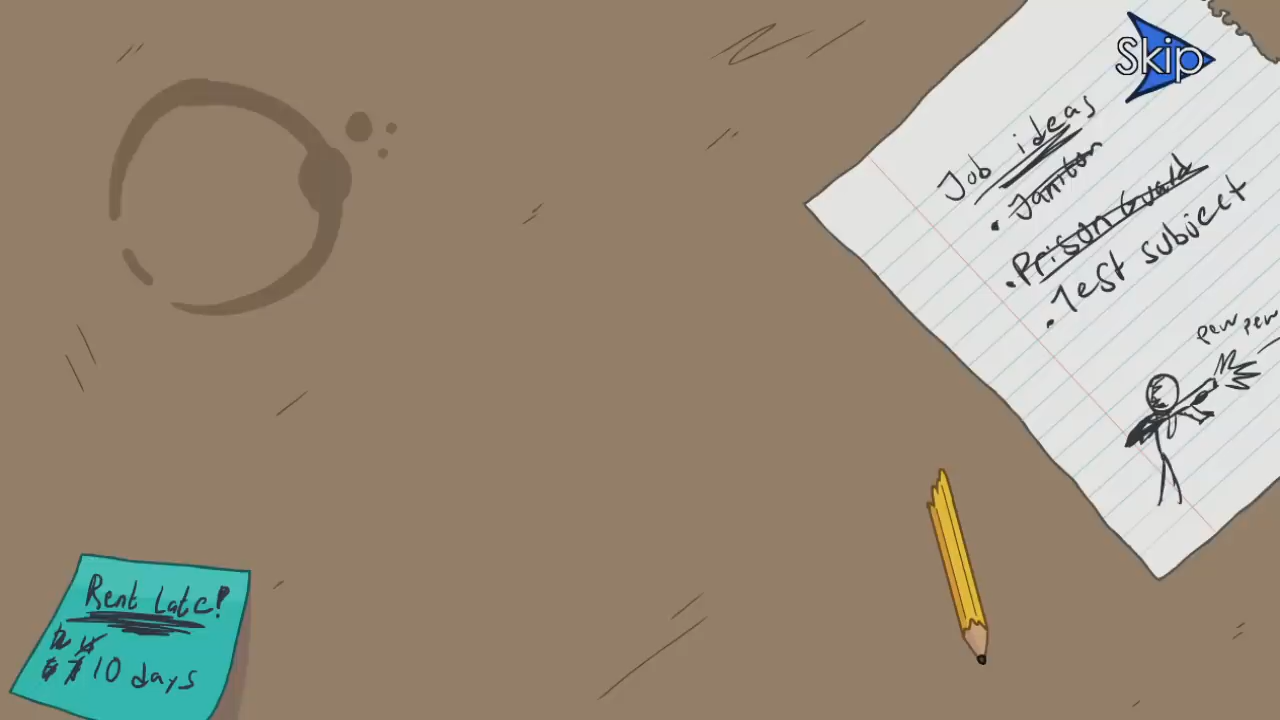 Skip
Job ideas
• Janitor
• Prison Guard
• Test subject
pew pew
Rent Late!
10 days